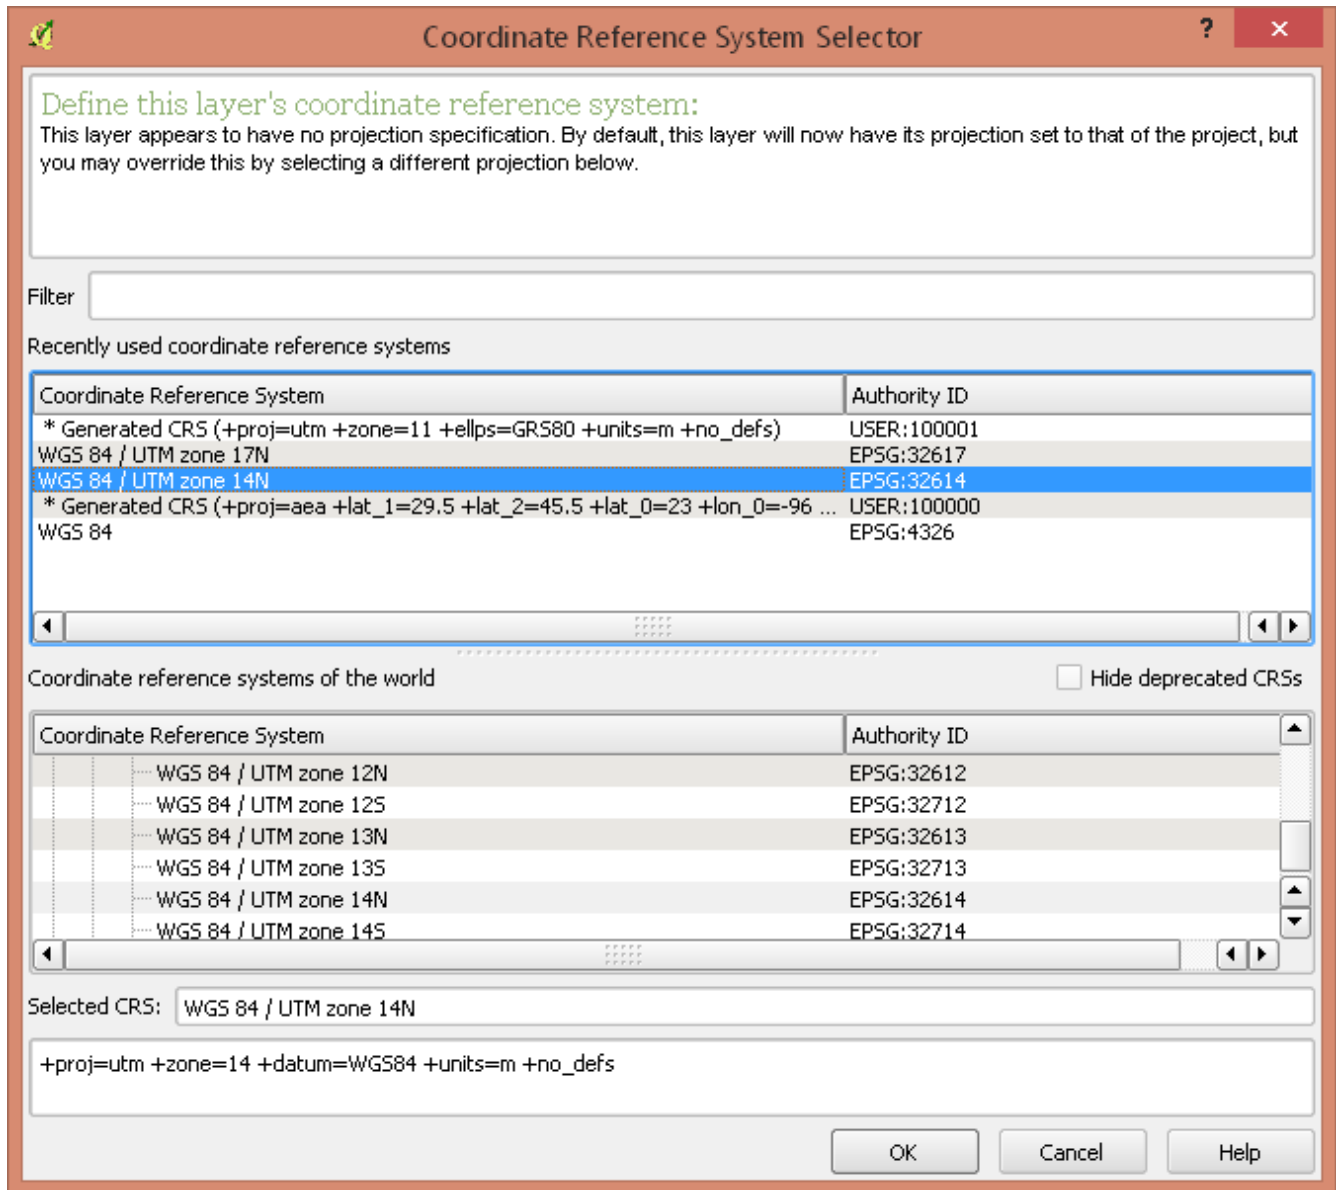 Coordinate Reference System Selector
?
×
Define this layer's coordinate reference system:
This layer appears to have no projection specification. By default, this layer will now have its projection set to that of the project, but
you may override this by selecting a different projection below.
Filter
Recently used coordinate reference systems
Coordinate Reference System Authority ID
* Generated CRS (+proj=utm +zone=11 +ellps=GRS80 +units=m +no_defs) USER:100001
WGS 84 / UTM zone 17N EPSG:32617
WGS 84 / UTM zone 14N EPSG:32614
* Generated CRS (+proj=aea +lat_1=29.5 +lat_2=45.5 +lat_0=23 +lon_0=-96 ... USER:100000
WGS 84 EPSG:4326
Coordinate reference systems of the world Hide deprecated CRSs
Coordinate Reference System Authority ID
WGS 84 / UTM zone 12N EPSG:32612
WGS 84 / UTM zone 12S EPSG:32712
WGS 84 / UTM zone 13N EPSG:32613
WGS 84 / UTM zone 13S EPSG:32713
WGS 84 / UTM zone 14N EPSG:32614
WGS 84 / UTM zone 14S EPSG:32714
Selected CRS: WGS 84 / UTM zone 14N
+proj=utm +zone=14 +datum=WGS84 +units=m +no_defs
OK Cancel Help